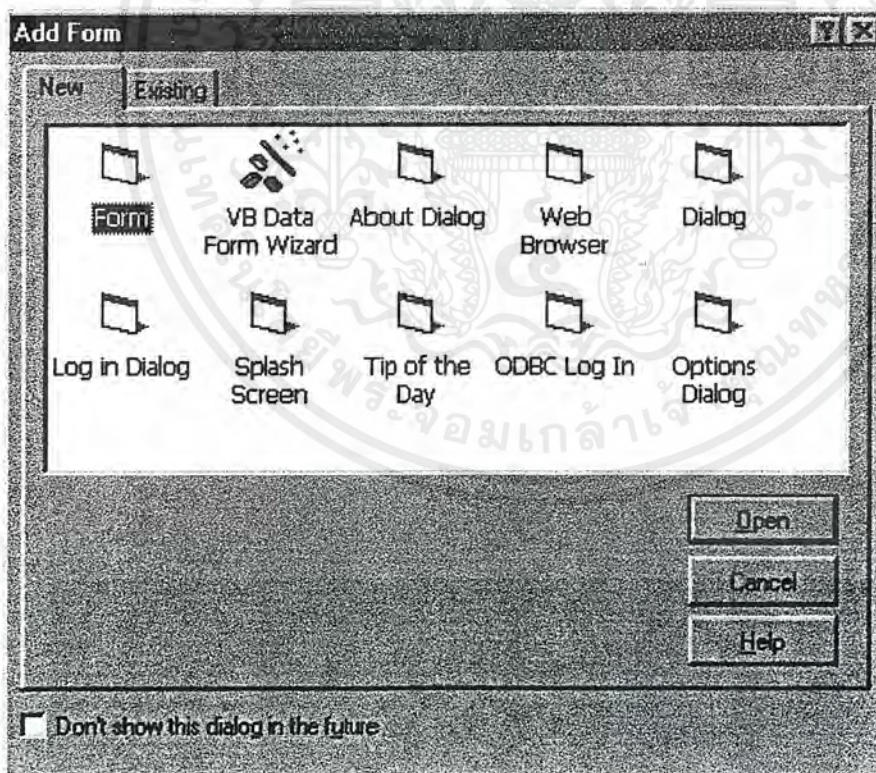 Add Form
New
Existing
Form
VB Data
Form Wizard
About Dialog
Web
Browser
Dialog
Log in Dialog
Splash
Screen
Tip of the
Day
ODBC Log In
Options
Dialog
Open
Cancel
Help
Don't show this dialog in the future